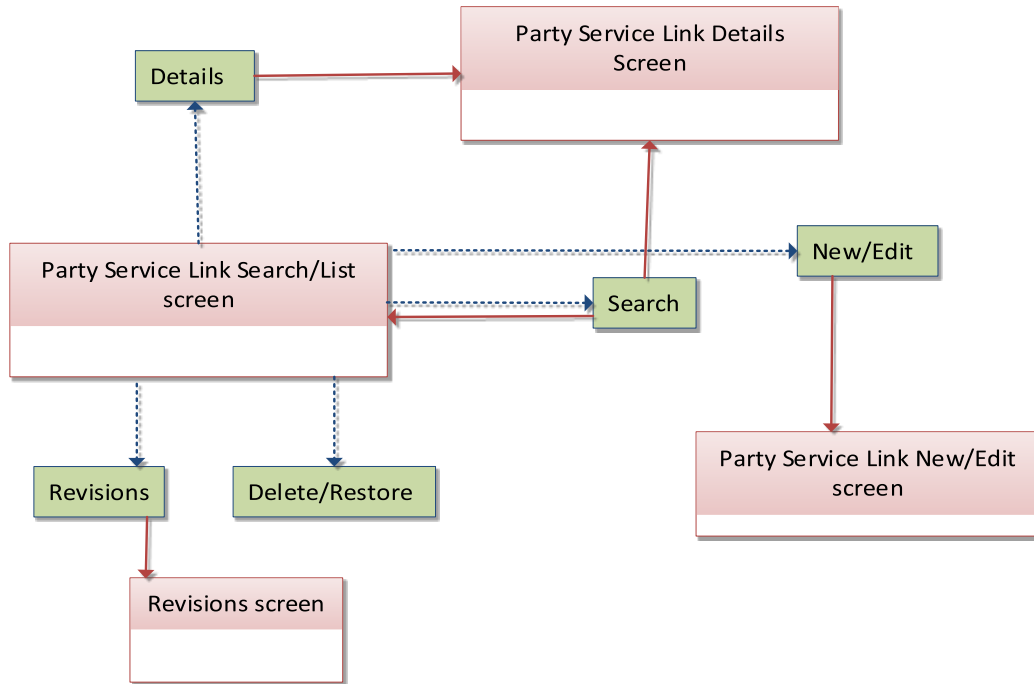 Party Service Link Details
Screen
Details
New/Edit
Party Service Link Search/List
screen
Search
Party Service Link New/Edit
screen
Revisions
Delete/Restore
Revisions screen